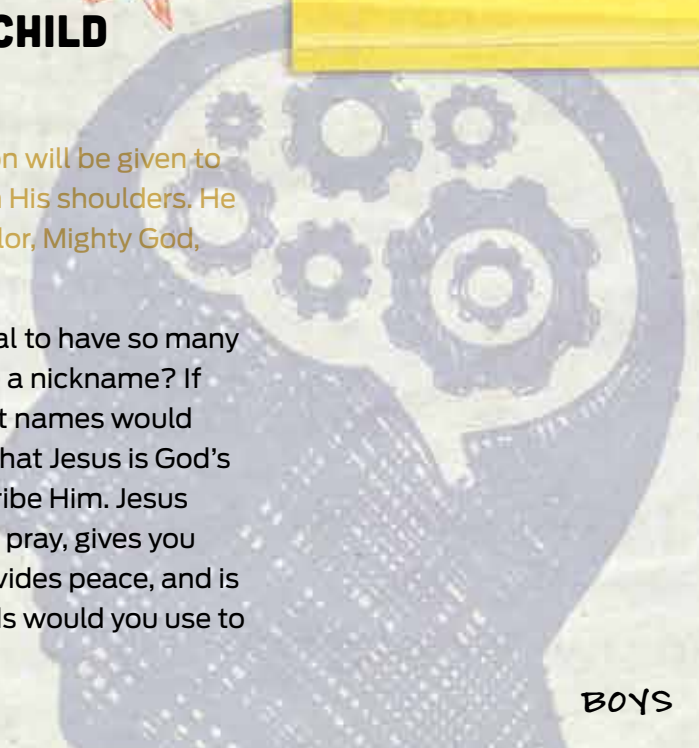 CHILD
on will be given to
His shoulders. He
lor, Mighty God,
al to have so many
a nickname? If
t names would
hat Jesus is God's
ribe Him. Jesus
pray, gives you
vides peace, and is
ls would you use to
BOYS